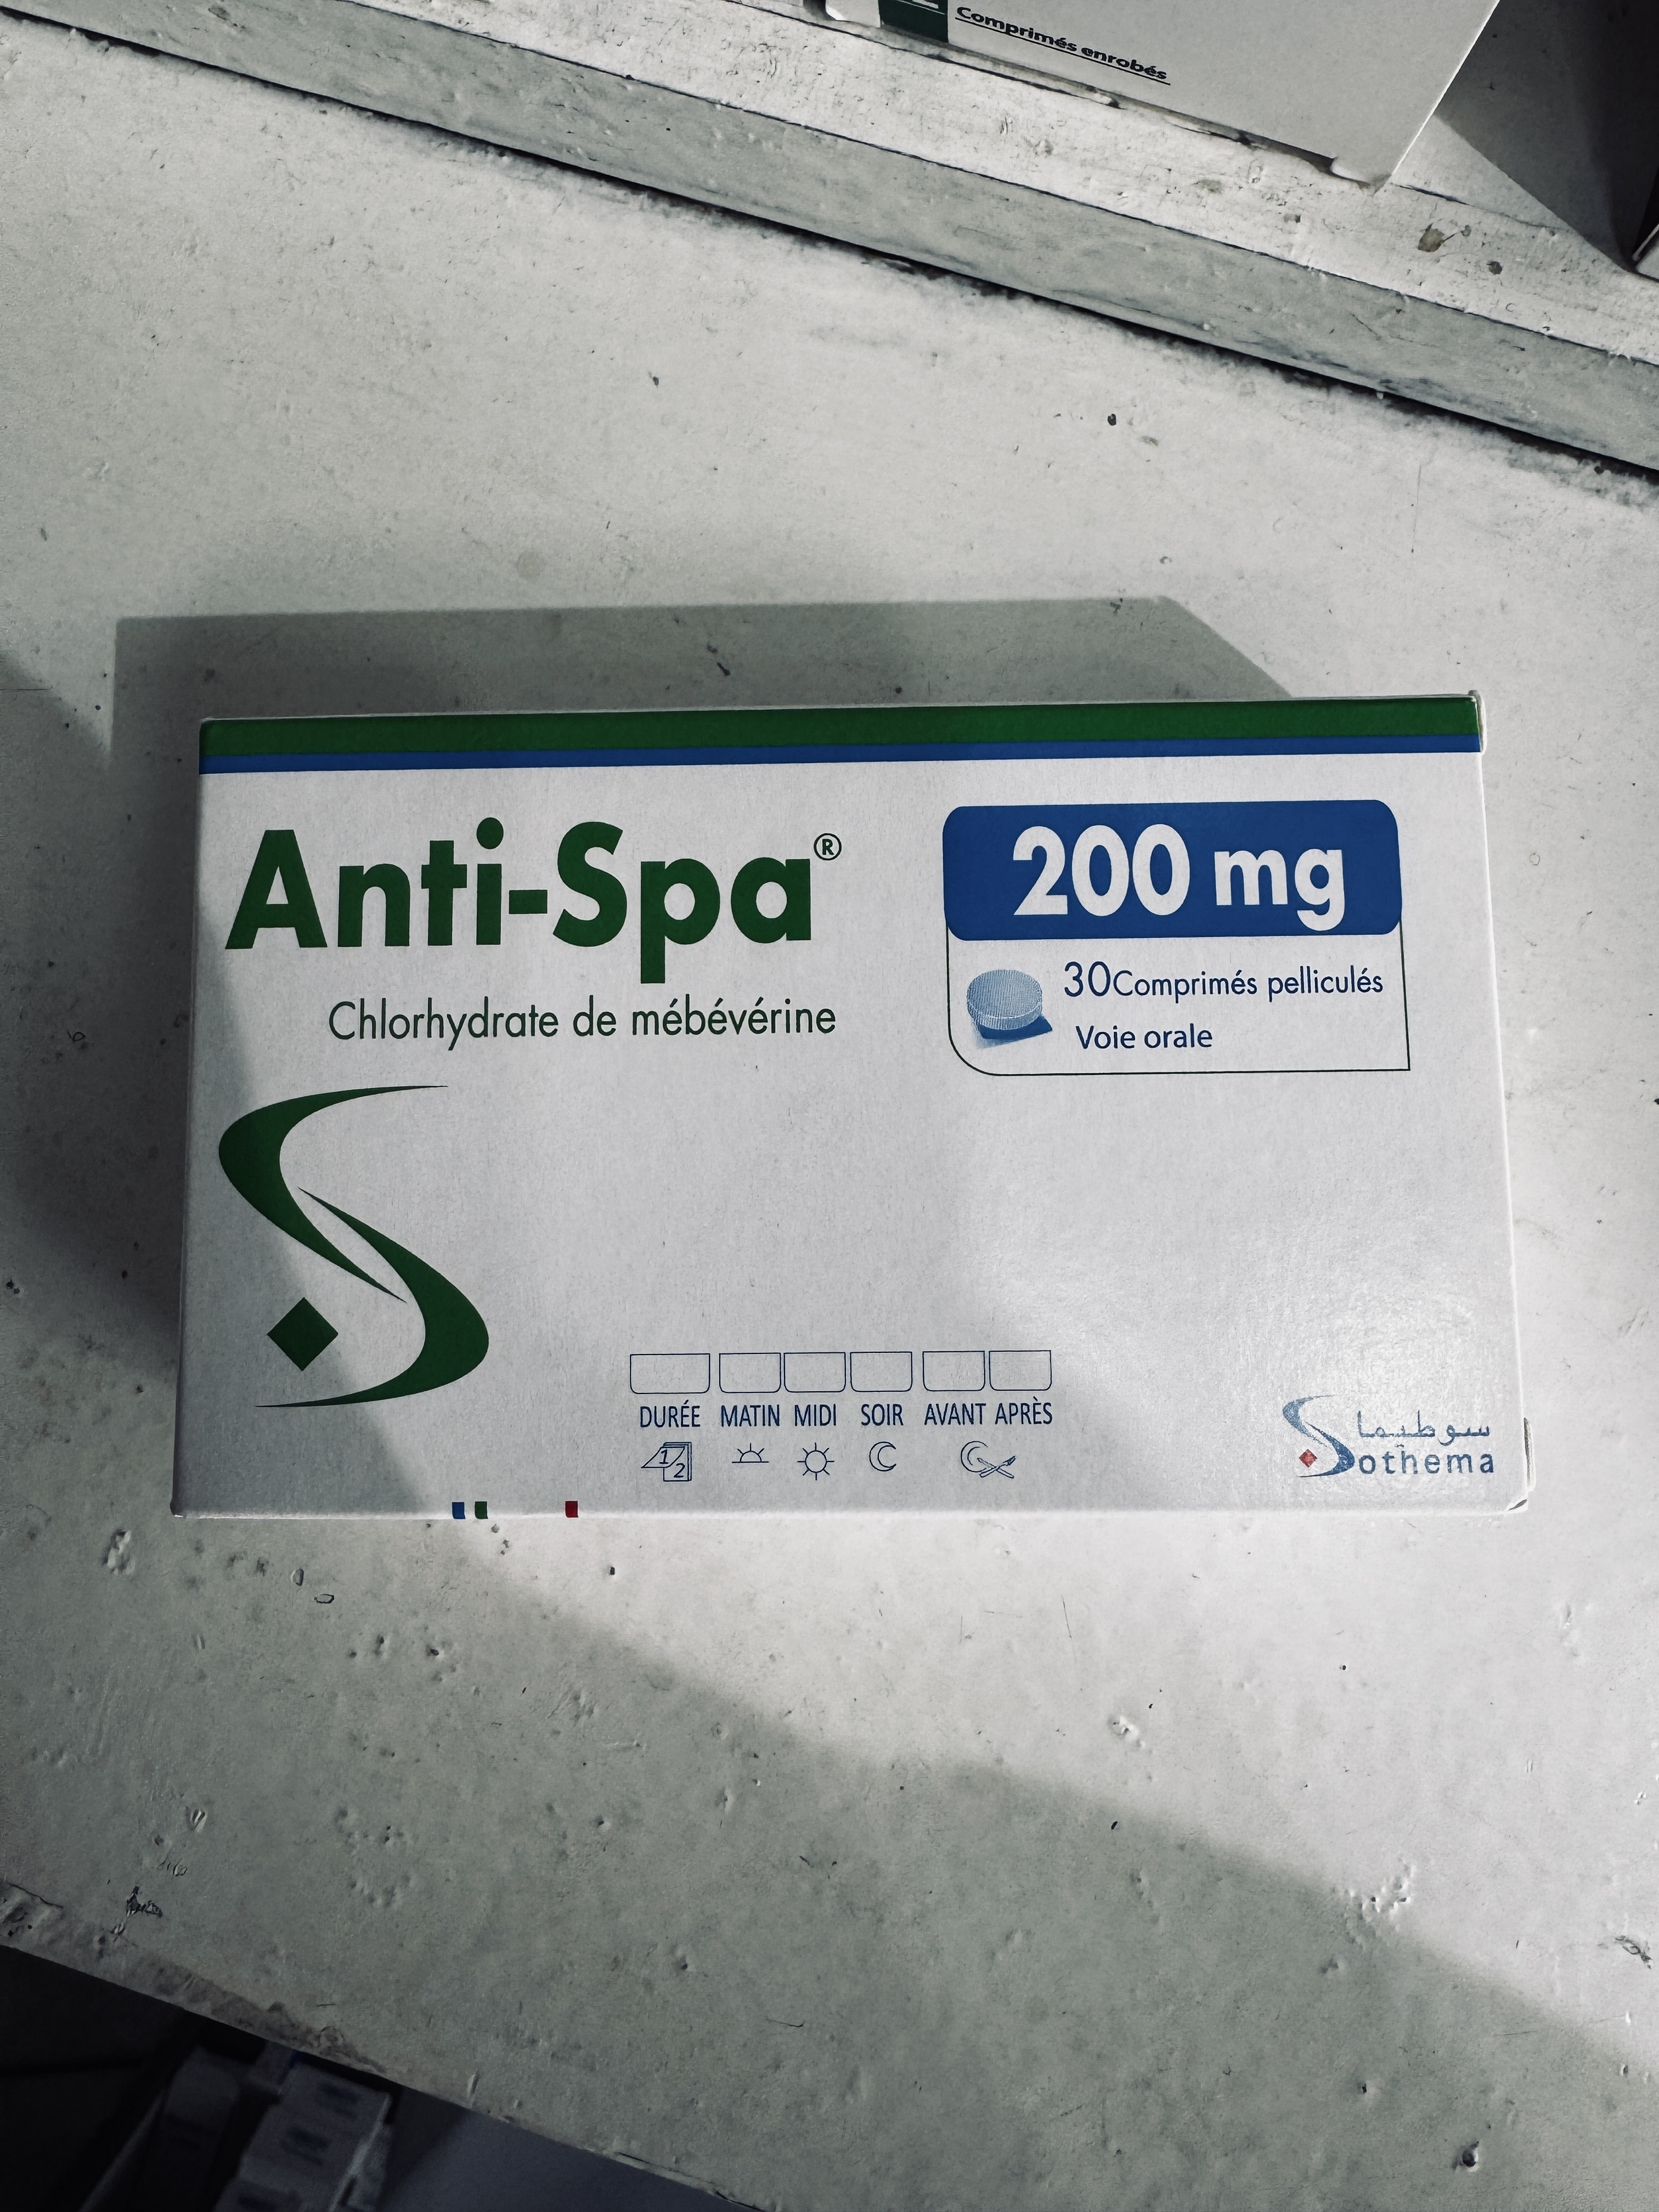 Comprimés enrobés
Anti-Spa®
Chlorhydrate de mébévérine
200 mg
30Comprimés pelliculés
Voie orale
DURÉE MATIN MIDI SOIR AVANT APRÈS
1/2
سوطيما
Sothema